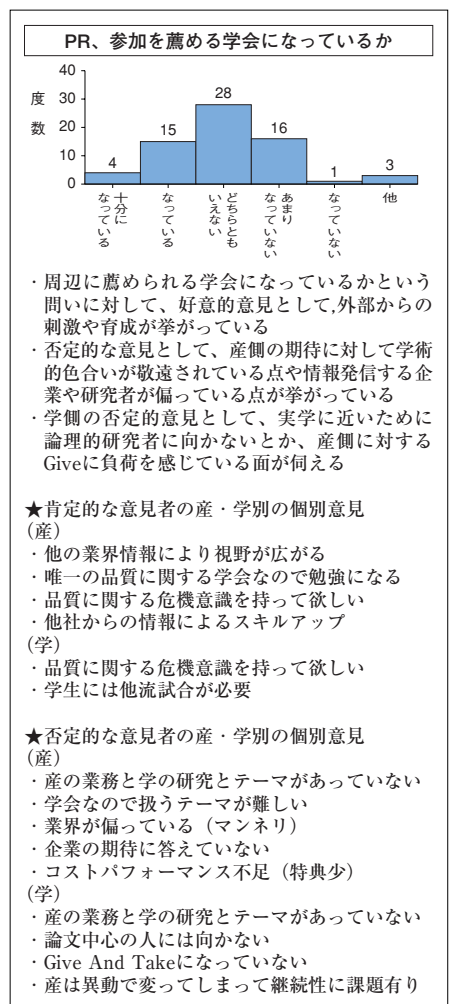 PR、参加を薦める学会になっているか
度数
40
30
20
10
0
4
15
28
16
1
3
十分になっている
なっている
どちらともいえない
あまりなっていない
なっていない
他
・周辺に薦められる学会になっているかという
問いに対して、好意的意見として,外部からの
刺激や育成が挙がっている
・否定的な意見として、産側の期待に対して学術
的色合いが敬遠されている点や情報発信する企
業や研究者が偏っている点が挙がっている
・学側の否定的意見として、実学に近いために
論理的研究者に向かないとか、産側に対する
Giveに負荷を感じている面が伺える
★肯定的な意見者の産・学別の個別意見
(産)
・他の業界情報により視野が広がる
・唯一の品質に関する学会なので勉強になる
・品質に関する危機意識を持って欲しい
・他社からの情報によるスキルアップ
(学)
・品質に関する危機意識を持って欲しい
・学生には他流試合が必要
★否定的な意見者の産・学別の個別意見
(産)
・産の業務と学の研究とテーマがあっていない
・学会なので扱うテーマが難しい
・業界が偏っている（マンネリ）
・企業の期待に答えていない
・コストパフォーマンス不足（特典少）
(学)
・産の業務と学の研究とテーマがあっていない
・論文中心の人には向かない
・Give And Takeになっていない
・産は異動で変ってしまって継続性に課題有り